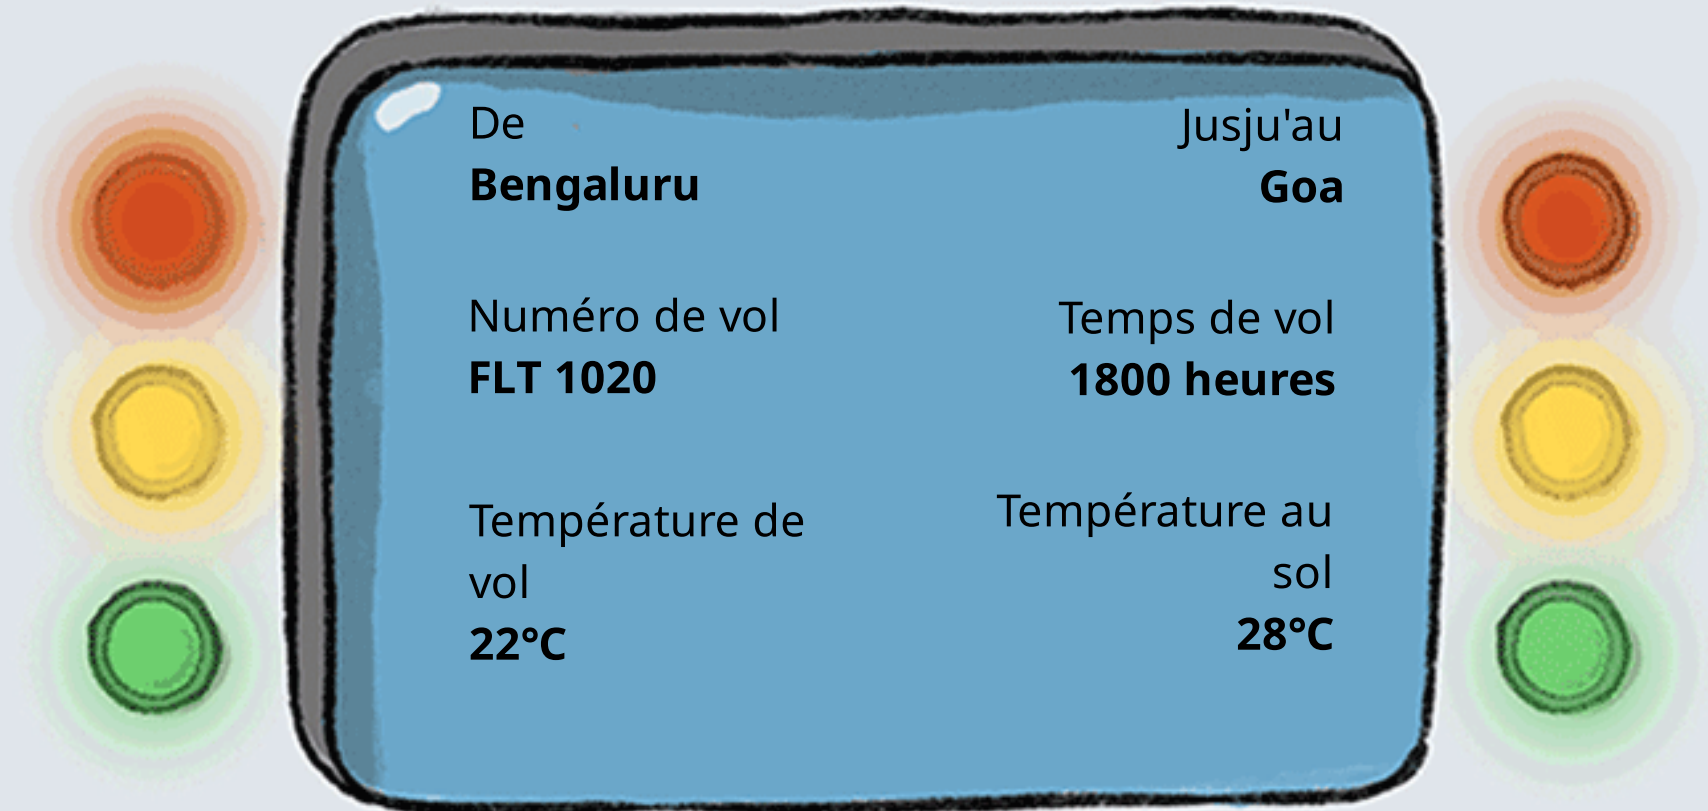 De
Bengaluru
Jusju'au
Goa
Numéro de vol
FLT 1020
Temps de vol
1800 heures
Température de
vol
22°C
Température au
sol
28°C